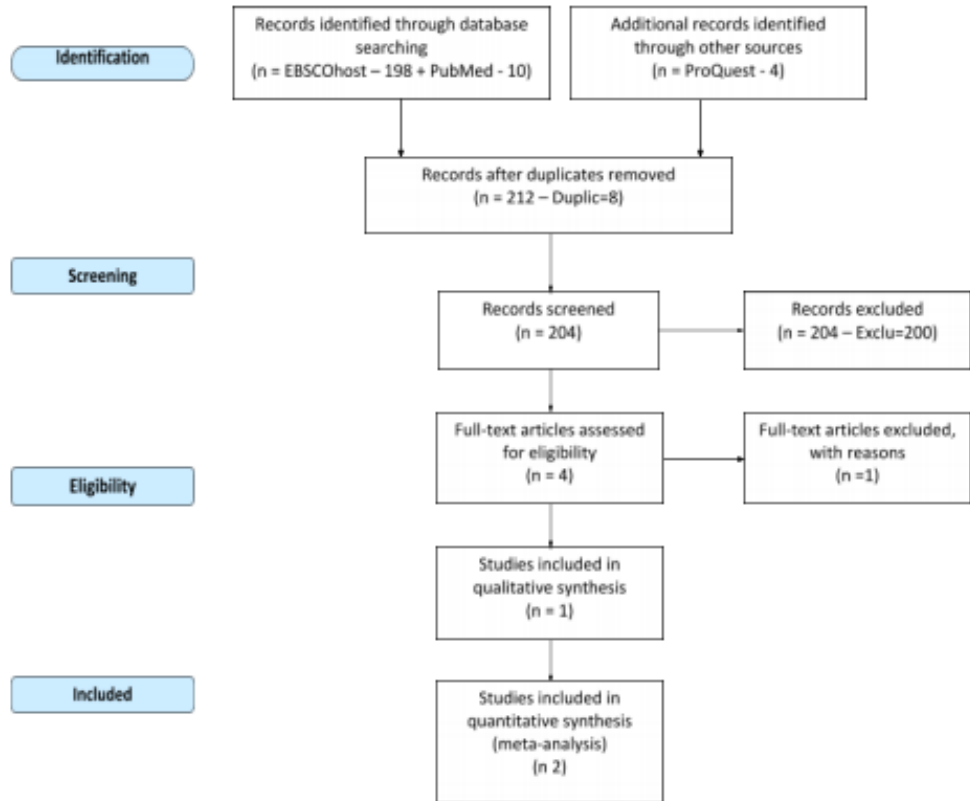 Identification
Records identified through database
searching
(n = EBSCOhost – 198 + PubMed - 10)
Additional records identified
through other sources
(n = ProQuest - 4)
Records after duplicates removed
(n = 212 – Duplic=8)
Screening
Records screened
(n = 204)
Records excluded
(n = 204 – Exclu=200)
Eligibility
Full-text articles assessed
for eligibility
(n = 4)
Full-text articles excluded,
with reasons
(n =1)
Studies included in
qualitative synthesis
(n = 1)
Included
Studies included in
quantitative synthesis
(meta-analysis)
(n 2)